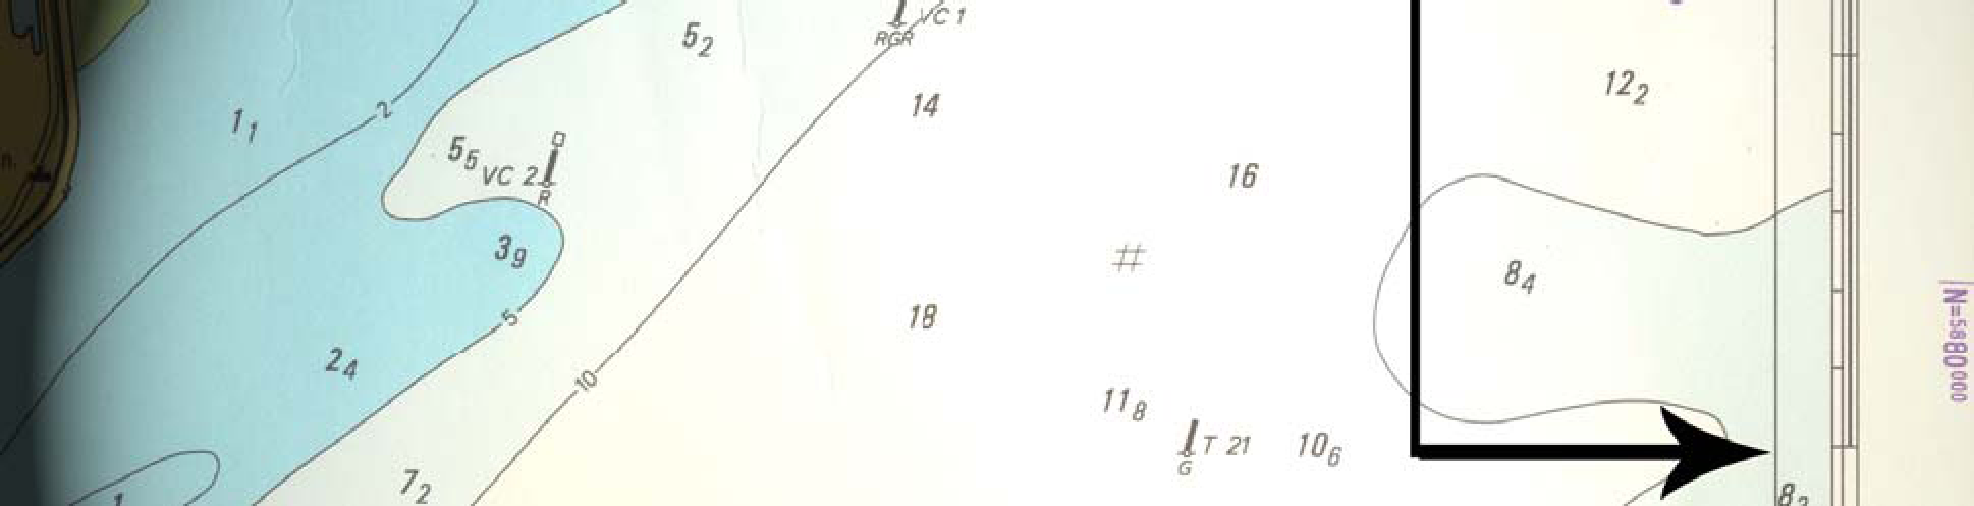 VC 1
5₂
RGR
14
12₂
2
1₁
5₅
VC 2
R
16
3₉
#
8₄
5
18
N=5880000
2₄
10
11₈
T 21
10₆
G
7₂
1